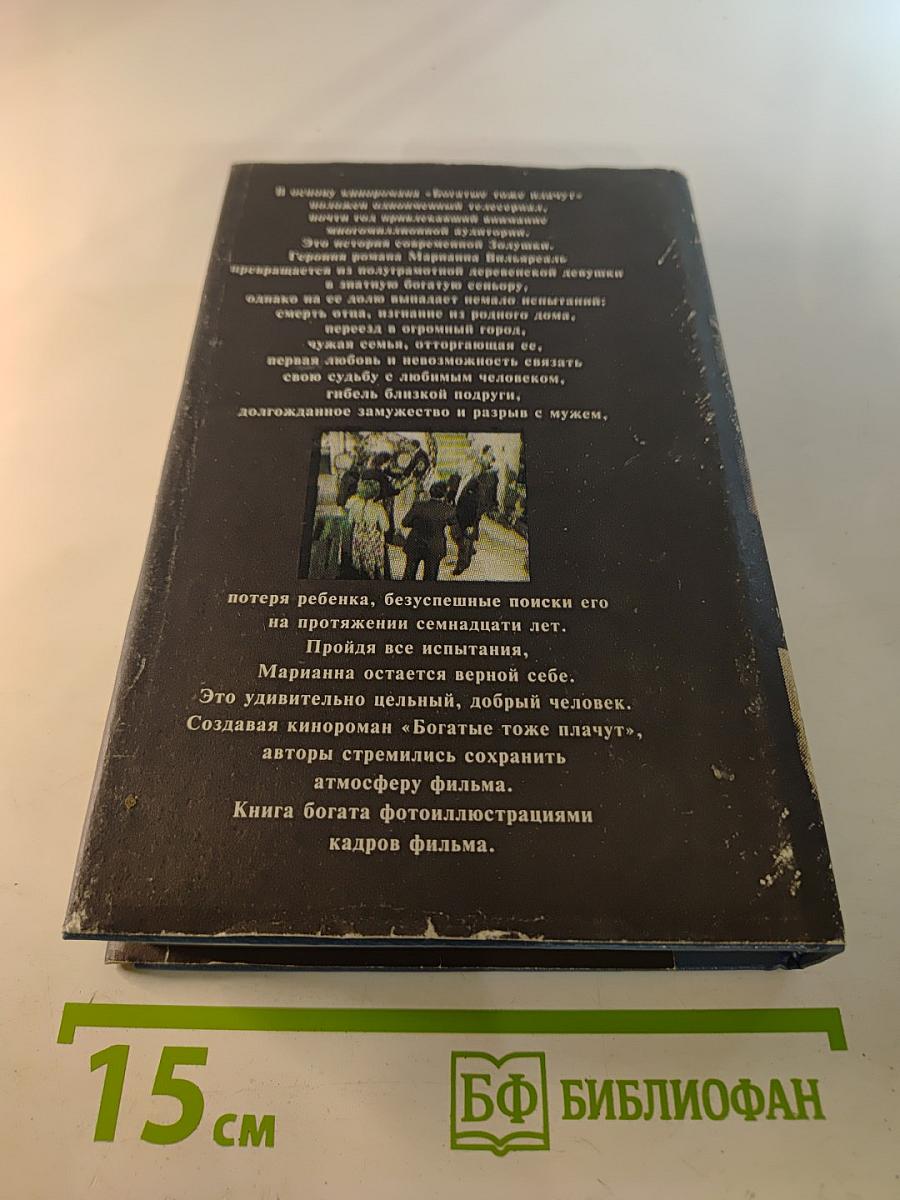 В основу киноромана «Богатые тоже плачут»
положен одноименный телесериал,
почти год привлекавший внимание
многомиллионной аудитории.
Это история современной Золушки.
Героиня романа Марианна Вильяреаль
превращается из полуграмотной деревенской девушки
в знатную богатую сеньору,
однако на ее долю выпадает немало испытаний:
смерть отца, изгнание из родного дома,
переезд в огромный город,
чужая семья, отторгающая ее,
первая любовь и невозможность связать
свою судьбу с любимым человеком,
гибель близкой подруги,
долгожданное замужество и разрыв с мужем,
потеря ребенка, безуспешные поиски его
на протяжении семнадцати лет.
Пройдя все испытания,
Марианна остается верной себе.
Это удивительно цельный, добрый человек.
Создавая кинороман «Богатые тоже плачут»,
авторы стремились сохранить
атмосферу фильма.
Книга богата фотоиллюстрациями
кадров фильма.
15 см
БФ БИБЛИОФАН